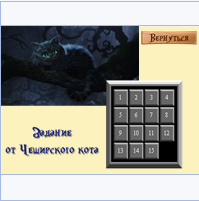 Вернуться
1 2 3 4
5 6 7 8
9 10 11 12
13 14 15
Задание
от Чеширского кота